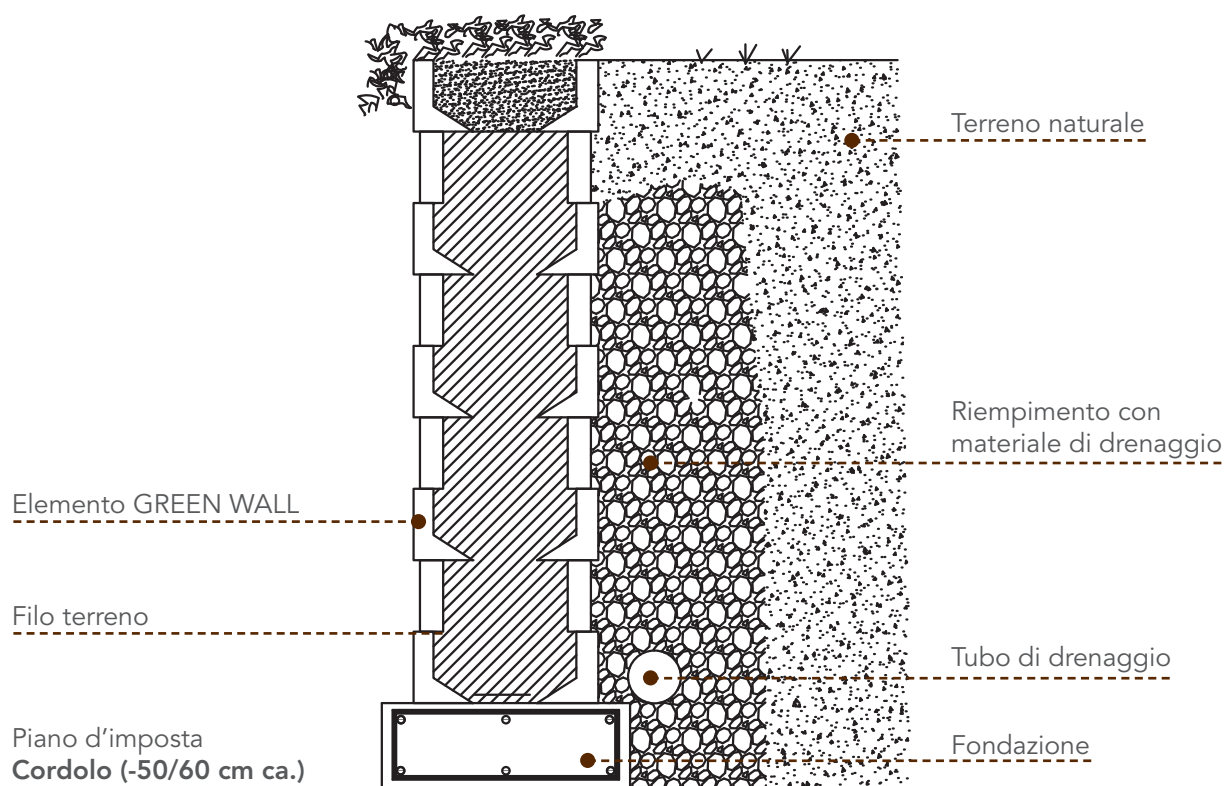 Terreno naturale
Riempimento con
materiale di drenaggio
Elemento GREEN WALL
Filo terreno
Tubo di drenaggio
Piano d'imposta
Cordolo (-50/60 cm ca.)
Fondazione